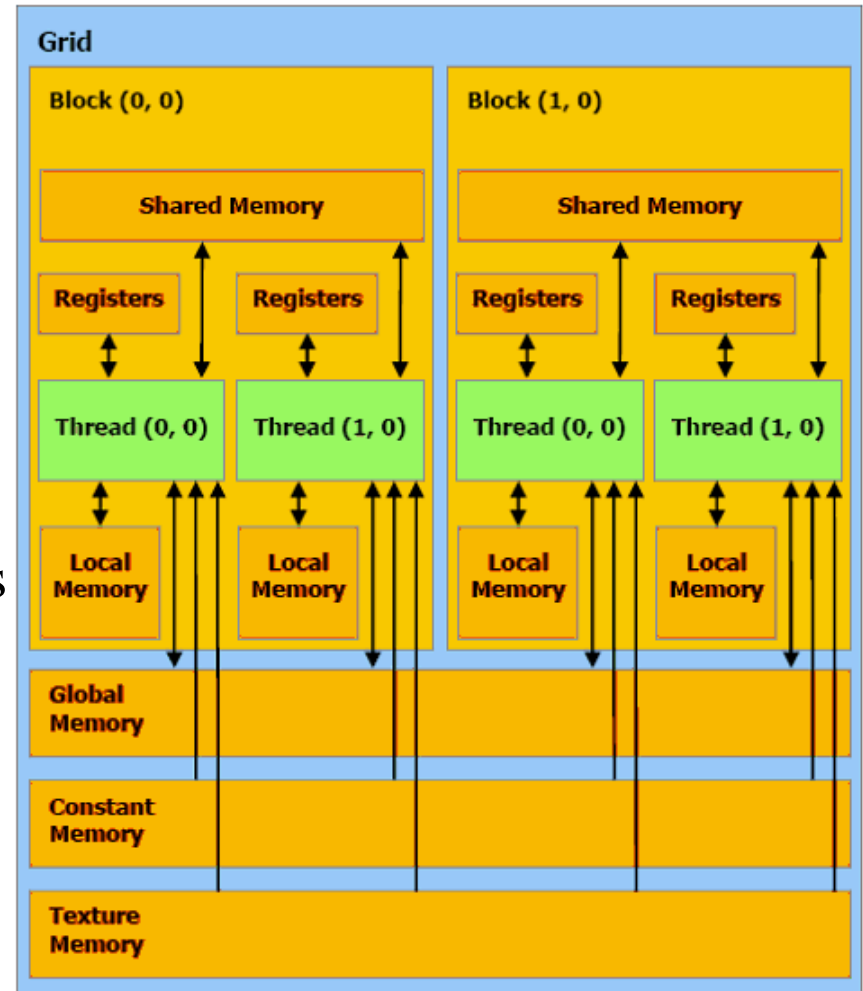 Grid
Block (0, 0)
Block (1, 0)
Shared Memory
Shared Memory
Registers
Registers
Registers
Registers
Thread (0, 0)
Thread (1, 0)
Thread (0, 0)
Thread (1, 0)
s
Local
Memory
Local
Memory
Local
Memory
Local
Memory
Global
Memory
Constant
Memory
Texture
Memory